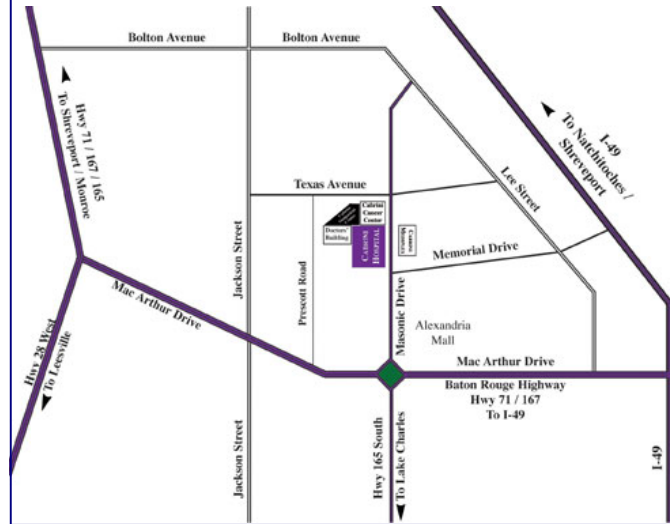 Bolton Avenue
Bolton Avenue
Hwy 71 / 167 / 165
To Shreveport / Monroe
I-49
To Natchitoches /
Shreveport
Jackson Street
Texas Avenue
Lee Street
Cabrini
Cancer
Center
Doctors'
Building
CABRINI
HOSPITAL
Prescott Road
Masonic Drive
Memorial Drive
Mac Arthur Drive
Alexandria
Mall
Hwy 28 West
To Leesville
Mac Arthur Drive
Baton Rouge Highway
Hwy 71 / 167
To I-49
Jackson Street
Hwy 165 South
To Lake Charles
I-49